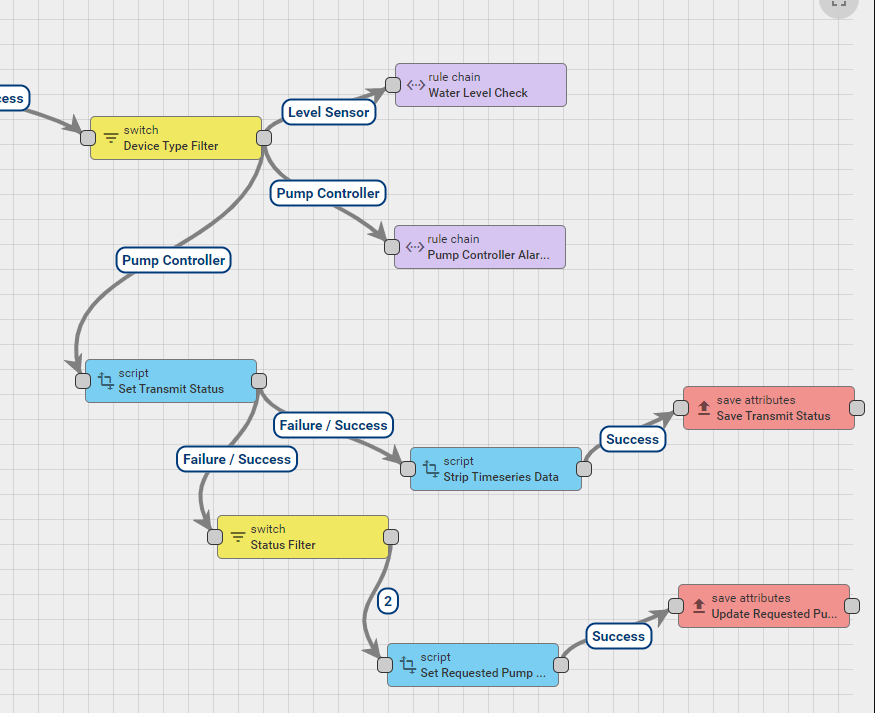 rule chain
Water Level Check
ess
Level Sensor
switch
Device Type Filter
Pump Controller
rule chain
Pump Controller Alar...
Pump Controller
script
Set Transmit Status
save attributes
Save Transmit Status
Failure / Success
Success
Failure / Success
script
Strip Timeseries Data
switch
Status Filter
2
save attributes
Update Requested Pu...
Success
script
Set Requested Pump ...